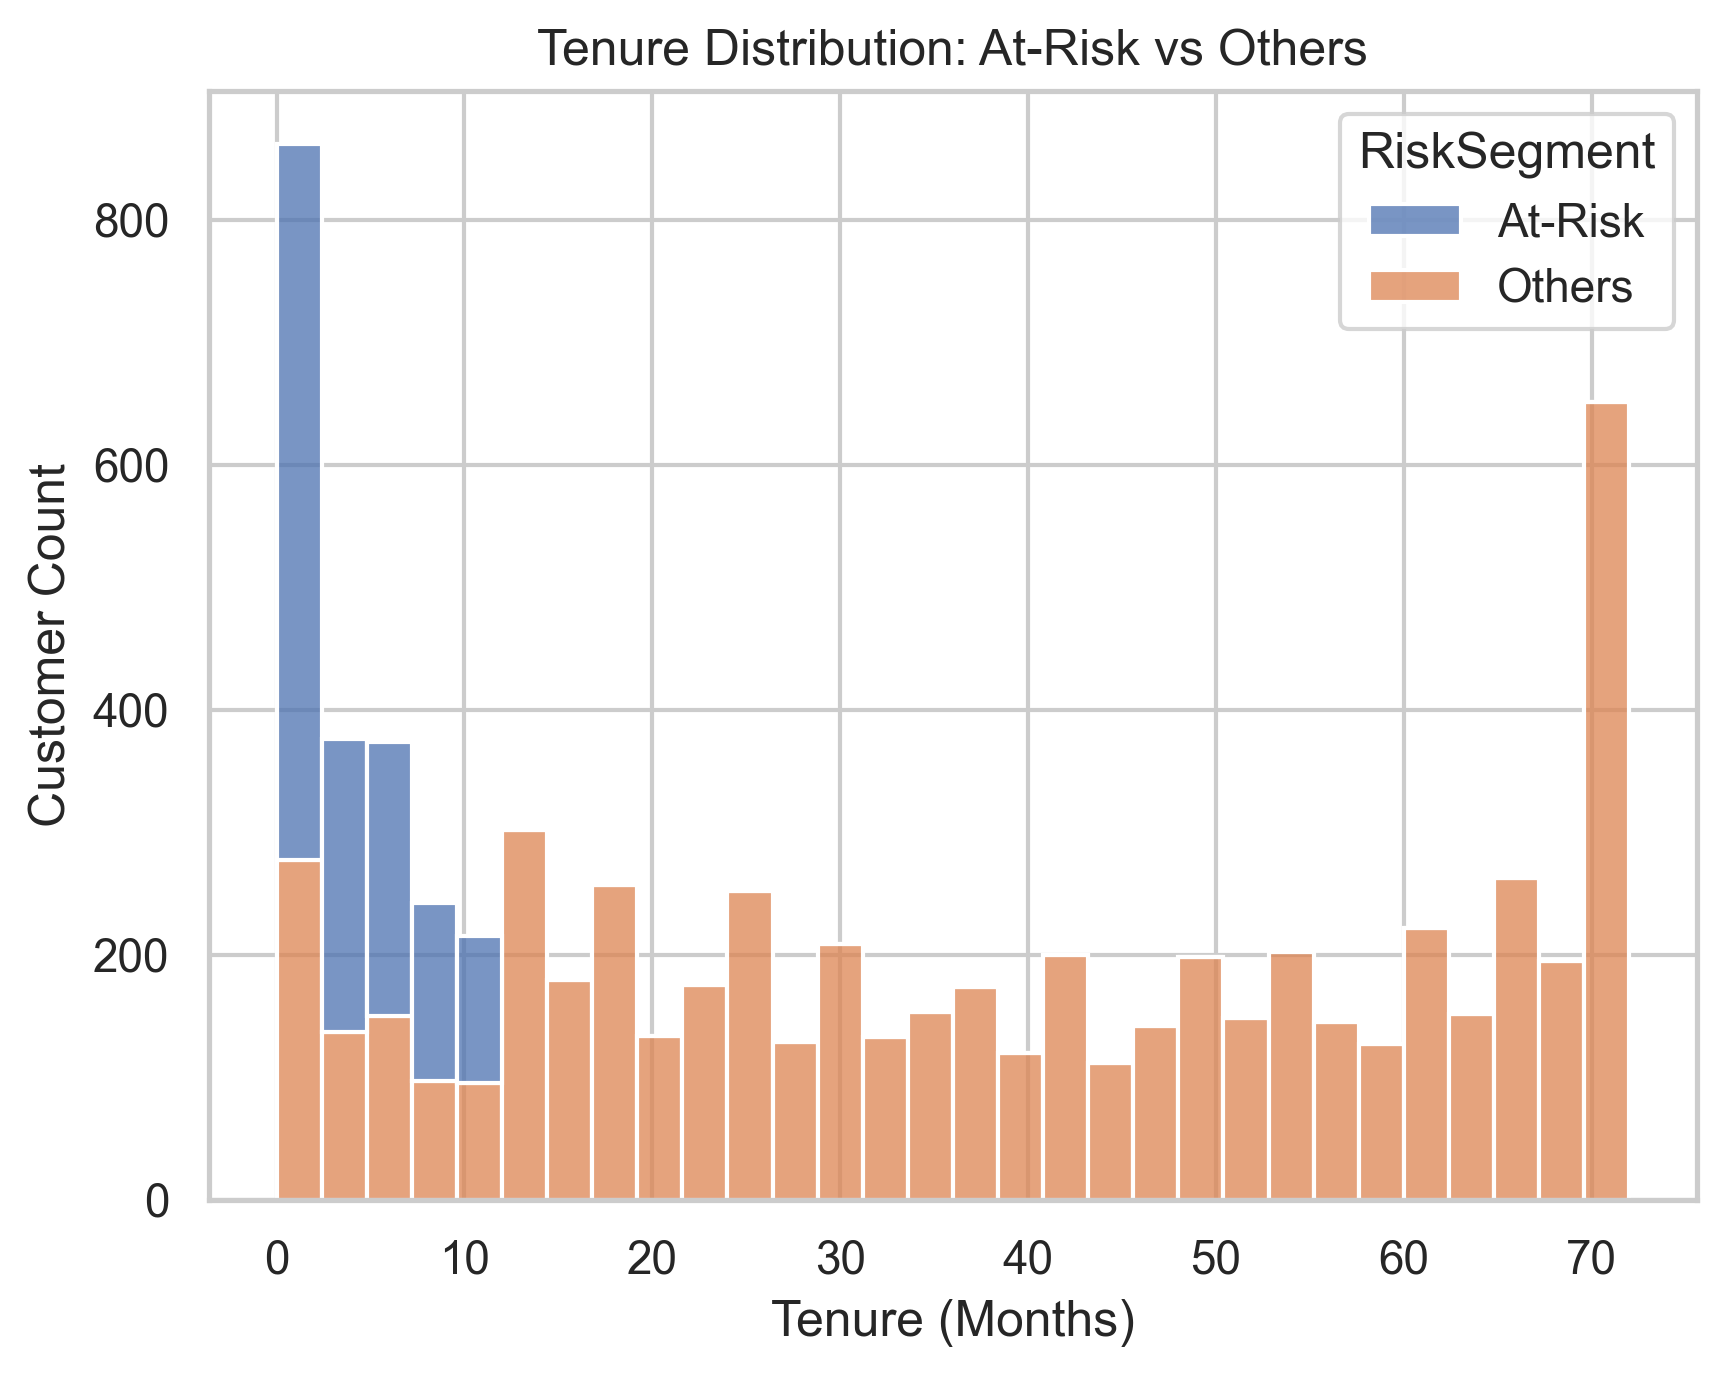 Tenure Distribution: At-Risk vs Others
RiskSegment
At-Risk
Others
Customer Count
800
600
400
200
0
0 10 20 30 40 50 60 70
Tenure (Months)